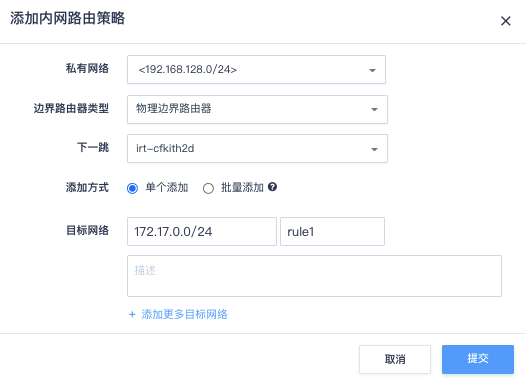 添加内网路由策略
私有网络 <192.168.128.0/24>
边界路由器类型 物理边界路由器
下一跳 irt-cfkith2d
添加方式 单个添加 批量添加
目标网络 172.17.0.0/24 rule1
描述
+ 添加更多目标网络
取消 提交